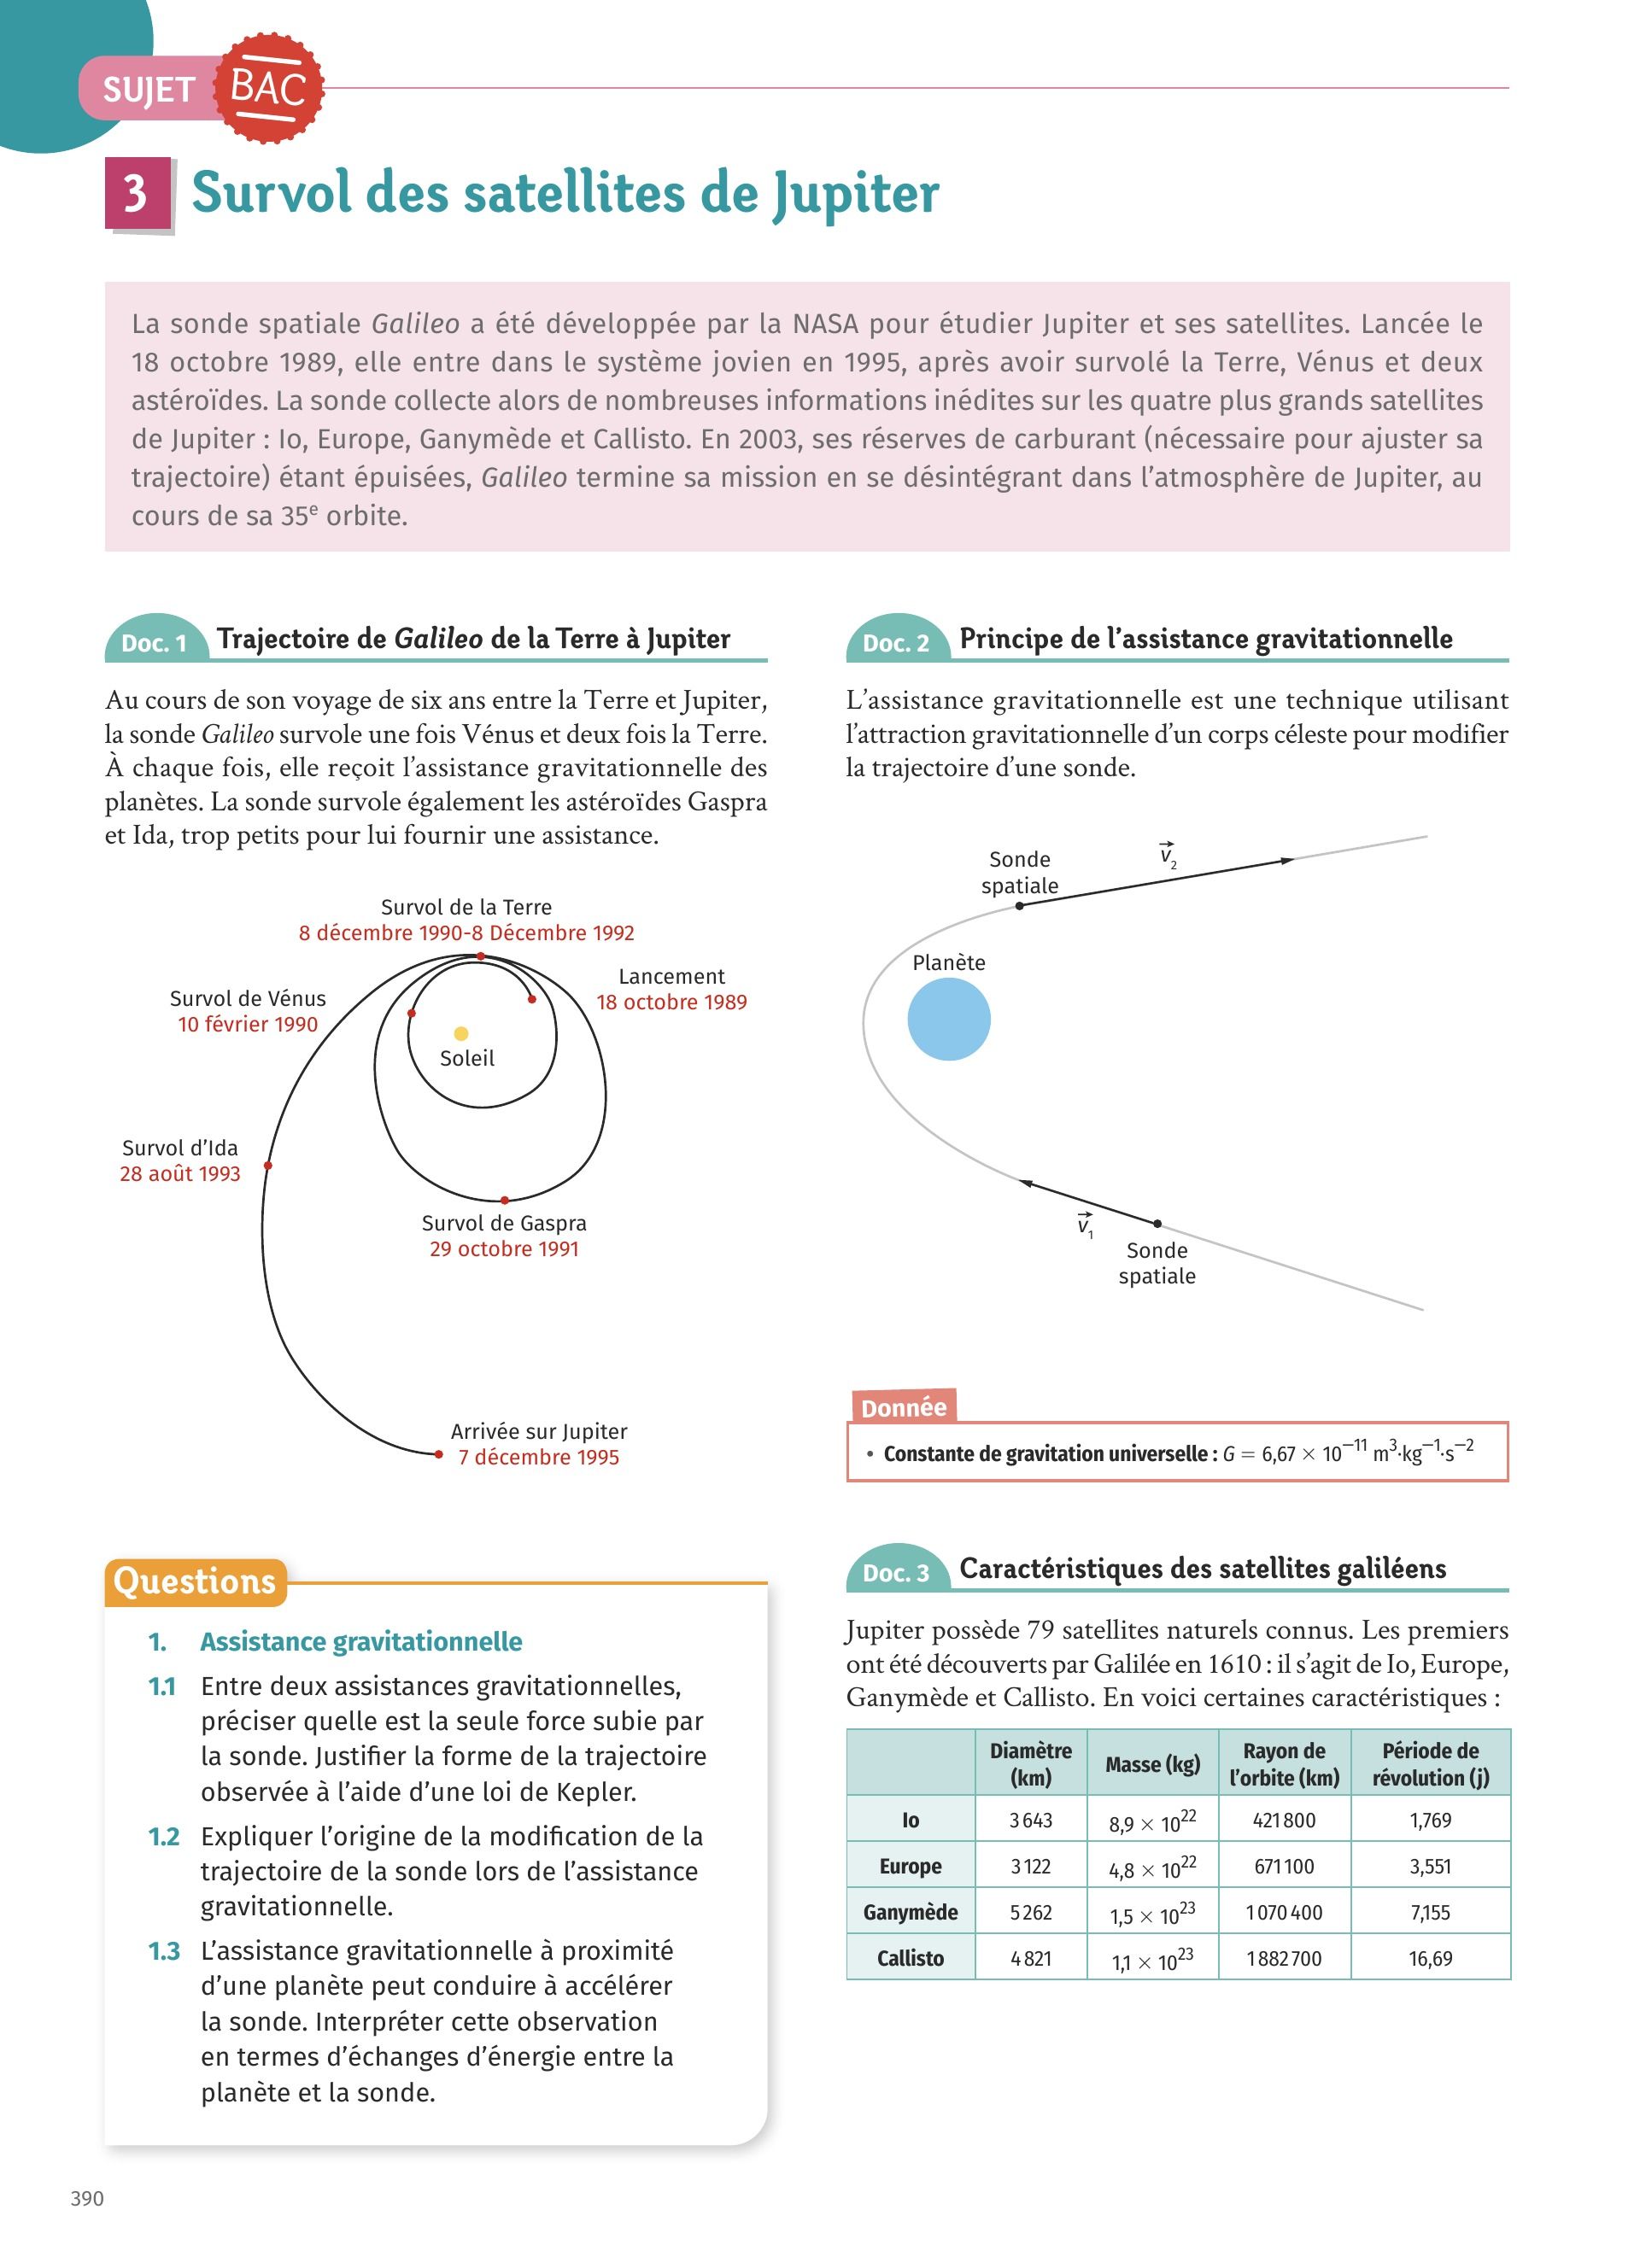 SUJET BAC
3 Survol des satellites de Jupiter
La sonde spatiale Galileo a été développée par la NASA pour étudier Jupiter et ses satellites. Lancée le
18 octobre 1989, elle entre dans le système jovien en 1995, après avoir survolé la Terre, Vénus et deux
astéroïdes. La sonde collecte alors de nombreuses informations inédites sur les quatre plus grands satellites
de Jupiter : Io, Europe, Ganymède et Callisto. En 2003, ses réserves de carburant (nécessaire pour ajuster sa
trajectoire) étant épuisées, Galileo termine sa mission en se désintégrant dans l’atmosphère de Jupiter, au
cours de sa 35e orbite.
Doc. 1 Trajectoire de Galileo de la Terre à Jupiter
Au cours de son voyage de six ans entre la Terre et Jupiter,
la sonde Galileo survole une fois Vénus et deux fois la Terre.
À chaque fois, elle reçoit l’assistance gravitationnelle des
planètes. La sonde survole également les astéroïdes Gaspra
et Ida, trop petits pour lui fournir une assistance.
Survol de la Terre
8 décembre 1990-8 Décembre 1992
Lancement
18 octobre 1989
Survol de Vénus
10 février 1990
Soleil
Survol d’Ida
28 août 1993
Survol de Gaspra
29 octobre 1991
Arrivée sur Jupiter
7 décembre 1995
Doc. 2 Principe de l’assistance gravitationnelle
L’assistance gravitationnelle est une technique utilisant
l’attraction gravitationnelle d’un corps céleste pour modifier
la trajectoire d’une sonde.
Sonde
spatiale
v⃗₂
Planète
v⃗₁
Sonde
spatiale
Donnée
• Constante de gravitation universelle : G = 6,67 × 10⁻¹¹ m³·kg⁻¹·s⁻²
Questions
1. Assistance gravitationnelle
1.1 Entre deux assistances gravitationnelles,
préciser quelle est la seule force subie par
la sonde. Justifier la forme de la trajectoire
observée à l’aide d’une loi de Kepler.
1.2 Expliquer l’origine de la modification de la
trajectoire de la sonde lors de l’assistance
gravitationnelle.
1.3 L’assistance gravitationnelle à proximité
d’une planète peut conduire à accélérer
la sonde. Interpréter cette observation
en termes d’échanges d’énergie entre la
planète et la sonde.
Doc. 3 Caractéristiques des satellites galiléens
Jupiter possède 79 satellites naturels connus. Les premiers
ont été découverts par Galilée en 1610 : il s’agit de Io, Europe,
Ganymède et Callisto. En voici certaines caractéristiques :
Diamètre (km) Masse (kg) Rayon de l’orbite (km) Période de révolution (j)
Io 3 643 8,9 × 10²² 421 800 1,769
Europe 3 122 4,8 × 10²² 671 100 3,551
Ganymède 5 262 1,5 × 10²³ 1 070 400 7,155
Callisto 4 821 1,1 × 10²³ 1 882 700 16,69
390